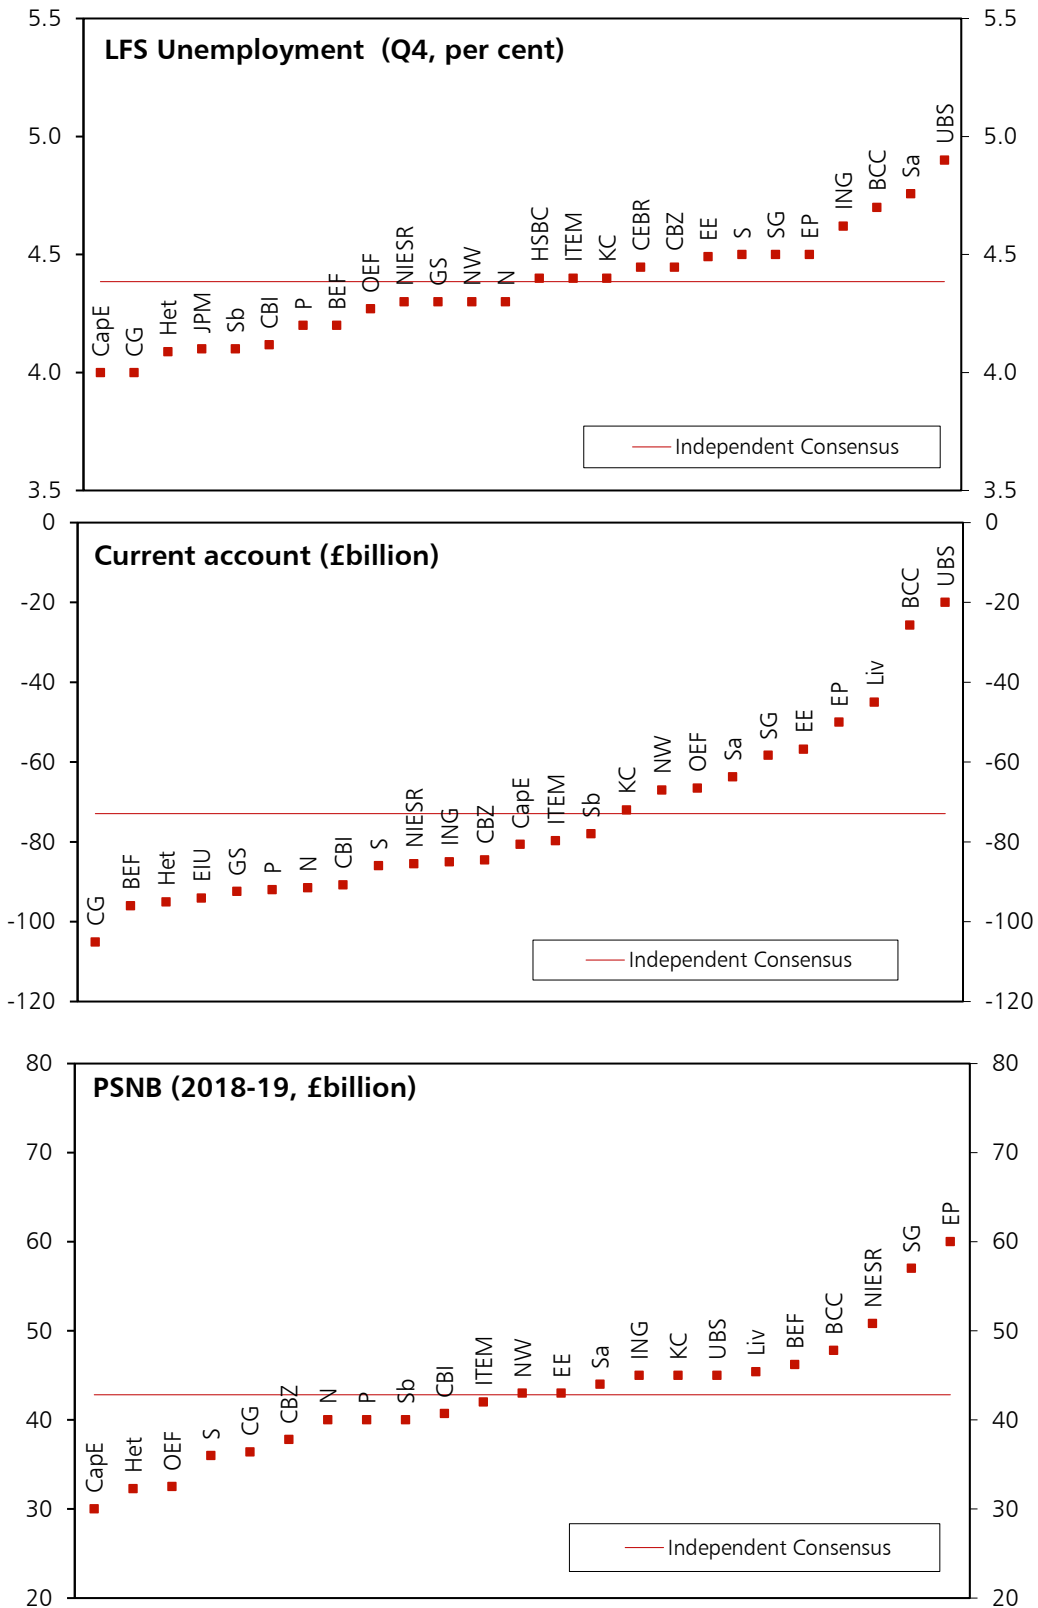 LFS Unemployment (Q4, per cent)
5.5 5.5
5.0 5.0
4.5 4.5
4.0 4.0
3.5 3.5
CapE CG Het JPM Sb CBI P BEF OEF NIESR GS NW N HSBC ITEM KC CEBR CBZ EE S SG EP ING BCC Sa UBS
Independent Consensus
Current account (£billion)
0 0
-20 -20
-40 -40
-60 -60
-80 -80
-100 -100
-120 -120
CG BEF Het EIU GS P N CBI S NIESR ING CBZ CapE ITEM Sb KC NW OEF Sa SG EE EP Liv BCC UBS
Independent Consensus
PSNB (2018-19, £billion)
80 80
70 70
60 60
50 50
40 40
30 30
20 20
CapE Het OEF S CG CBZ N P Sb CBI ITEM NW EE Sa ING KC UBS Liv BEF BCC NIESR SG EP
Independent Consensus